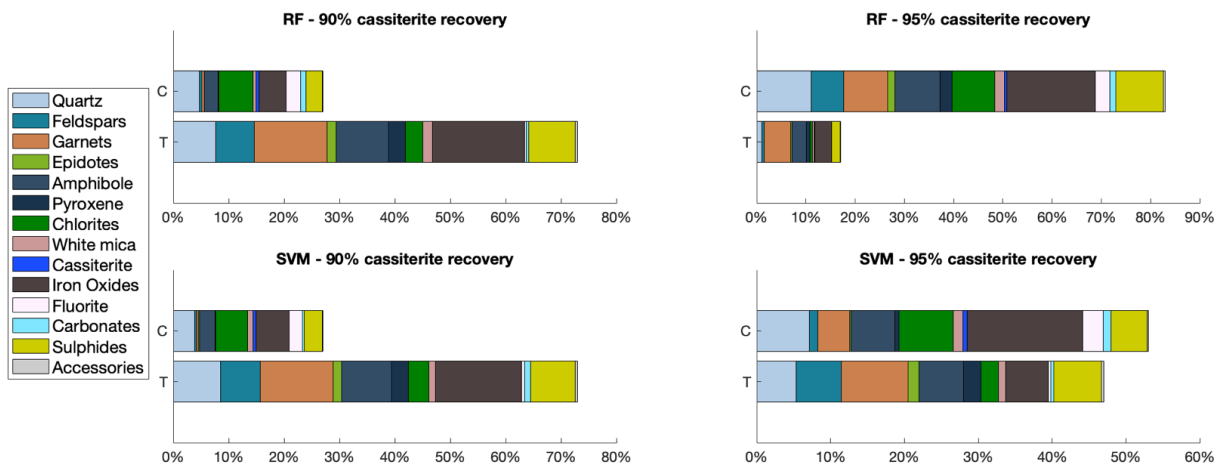 RF - 90% cassiterite recovery
C
T
0% 10% 20% 30% 40% 50% 60% 70% 80%
RF - 95% cassiterite recovery
C
T
0% 10% 20% 30% 40% 50% 60% 70% 80% 90%
Quartz
Feldspars
Garnets
Epidotes
Amphibole
Pyroxene
Chlorites
White mica
Cassiterite
Iron Oxides
Fluorite
Carbonates
Sulphides
Accessories
SVM - 90% cassiterite recovery
C
T
0% 10% 20% 30% 40% 50% 60% 70% 80%
SVM - 95% cassiterite recovery
C
T
0% 10% 20% 30% 40% 50% 60%